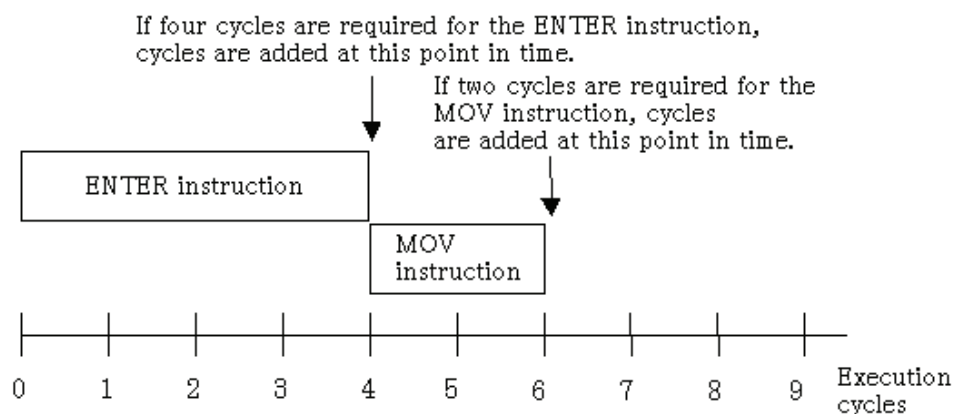 If four cycles are required for the ENTER instruction,
cycles are added at this point in time.
If two cycles are required for the
MOV instruction, cycles
are added at this point in time.
ENTER instruction
MOV
instruction
0 1 2 3 4 5 6 7 8 9
Execution
cycles